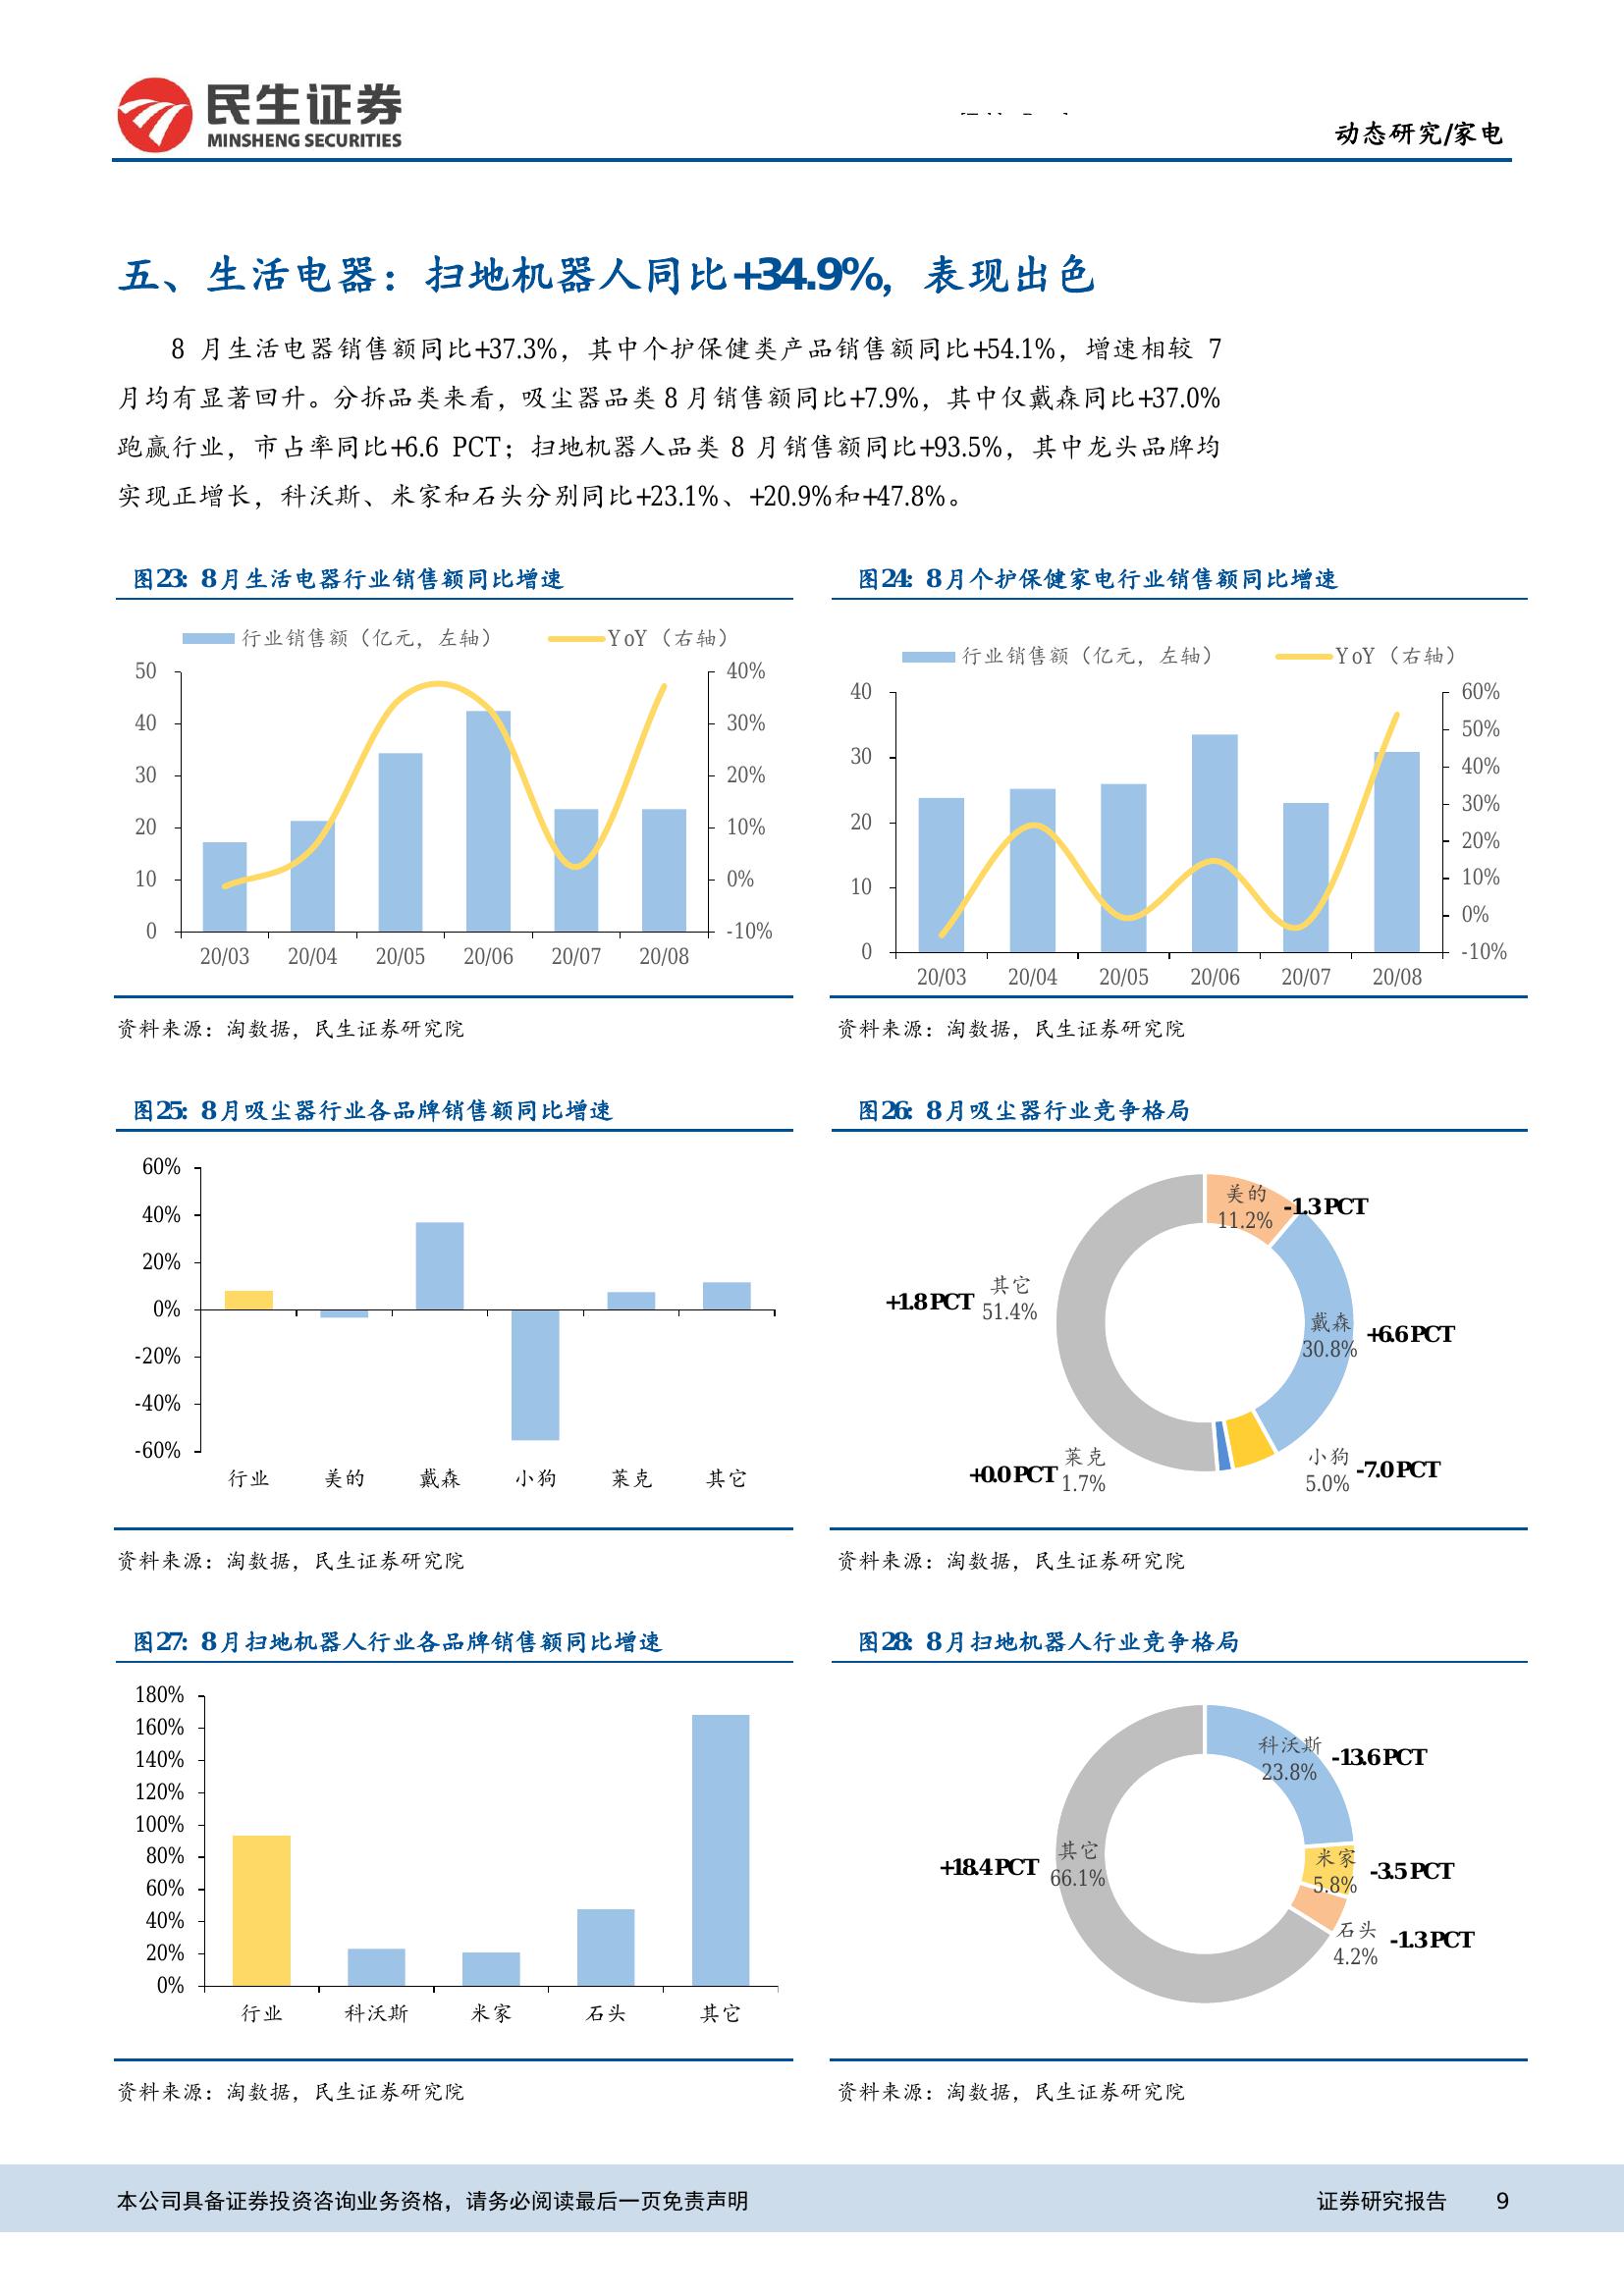 民生证券
MINSHENG SECURITIES
动态研究/家电
五、生活电器：扫地机器人同比+34.9%，表现出色
8 月生活电器销售额同比+37.3%，其中个护保健类产品销售额同比+54.1%，增速相较 7
月均有显著回升。分拆品类来看，吸尘器品类 8 月销售额同比+7.9%，其中仅戴森同比+37.0%
跑赢行业，市占率同比+6.6 PCT；扫地机器人品类 8 月销售额同比+93.5%，其中龙头品牌均
实现正增长，科沃斯、米家和石头分别同比+23.1%、+20.9%和+47.8%。
图23：8月生活电器行业销售额同比增速
行业销售额（亿元，左轴） YoY（右轴）
50 40%
40 30%
30 20%
20 10%
10 0%
0 -10%
20/03 20/04 20/05 20/06 20/07 20/08
资料来源：淘数据，民生证券研究院
图24：8月个护保健家电行业销售额同比增速
行业销售额（亿元，左轴） YoY（右轴）
40 60%
50%
30 40%
30%
20 20%
10 10%
0%
0 -10%
20/03 20/04 20/05 20/06 20/07 20/08
资料来源：淘数据，民生证券研究院
图25：8月吸尘器行业各品牌销售额同比增速
60%
40%
20%
0%
-20%
-40%
-60%
行业 美的 戴森 小狗 莱克 其它
资料来源：淘数据，民生证券研究院
图26：8月吸尘器行业竞争格局
美的
11.2%
-1.3PCT
戴森
30.8%
+6.6PCT
小狗
5.0%
-7.0PCT
莱克
1.7%
+0.0PCT
其它
51.4%
+1.8PCT
资料来源：淘数据，民生证券研究院
图27：8月扫地机器人行业各品牌销售额同比增速
180%
160%
140%
120%
100%
80%
60%
40%
20%
0%
行业 科沃斯 米家 石头 其它
资料来源：淘数据，民生证券研究院
图28：8月扫地机器人行业竞争格局
科沃斯
23.8%
-13.6PCT
米家
5.8%
-3.5PCT
石头
4.2%
-1.3PCT
其它
66.1%
+18.4PCT
资料来源：淘数据，民生证券研究院
本公司具备证券投资咨询业务资格，请务必阅读最后一页免责声明
证券研究报告 9